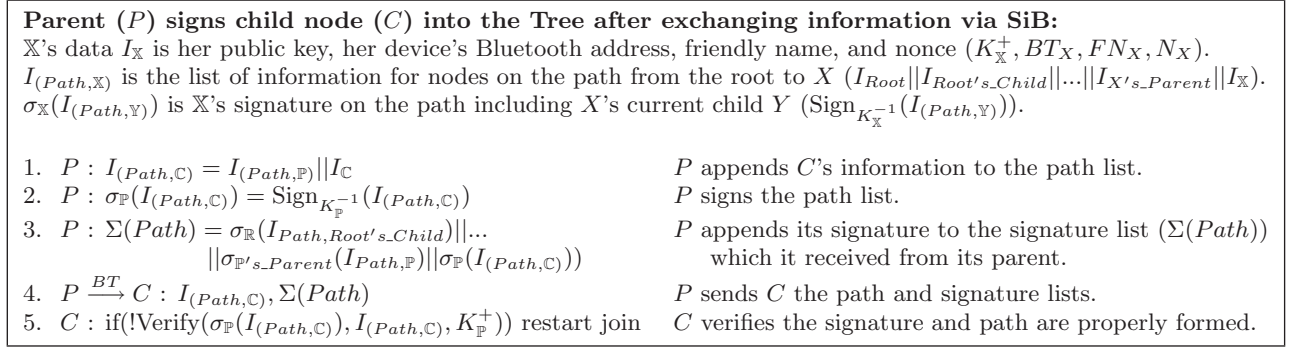 Parent (P) signs child node (C) into the Tree after exchanging information via SiB:
𝕏's data I_𝕏 is her public key, her device's Bluetooth address, friendly name, and nonce (K_𝕏^+, BT_X, FN_X, N_X).
I_(Path,𝕏) is the list of information for nodes on the path from the root to X (I_Root||I_Root's_Child||...||I_X's_Parent||I_𝕏).
σ_𝕏(I_(Path,𝕐)) is 𝕏's signature on the path including X's current child Y (Sign_{K_𝕏^{-1}}(I_(Path,𝕐))).
1. P : I_(Path,ℂ) = I_(Path,ℙ)||I_ℂ P appends C's information to the path list.
2. P : σ_ℙ(I_(Path,ℂ)) = Sign_{K_ℙ^{-1}}(I_(Path,ℂ)) P signs the path list.
3. P : Σ(Path) = σ_ℝ(I_Path,Root's_Child)||... P appends its signature to the signature list (Σ(Path))
||σ_ℙ's_Parent(I_Path,ℙ)||σ_ℙ(I_(Path,ℂ))) which it received from its parent.
4. P —BT→ C : I_(Path,ℂ), Σ(Path) P sends C the path and signature lists.
5. C : if(!Verify(σ_ℙ(I_(Path,ℂ)), I_(Path,ℂ), K_ℙ^+)) restart join C verifies the signature and path are properly formed.